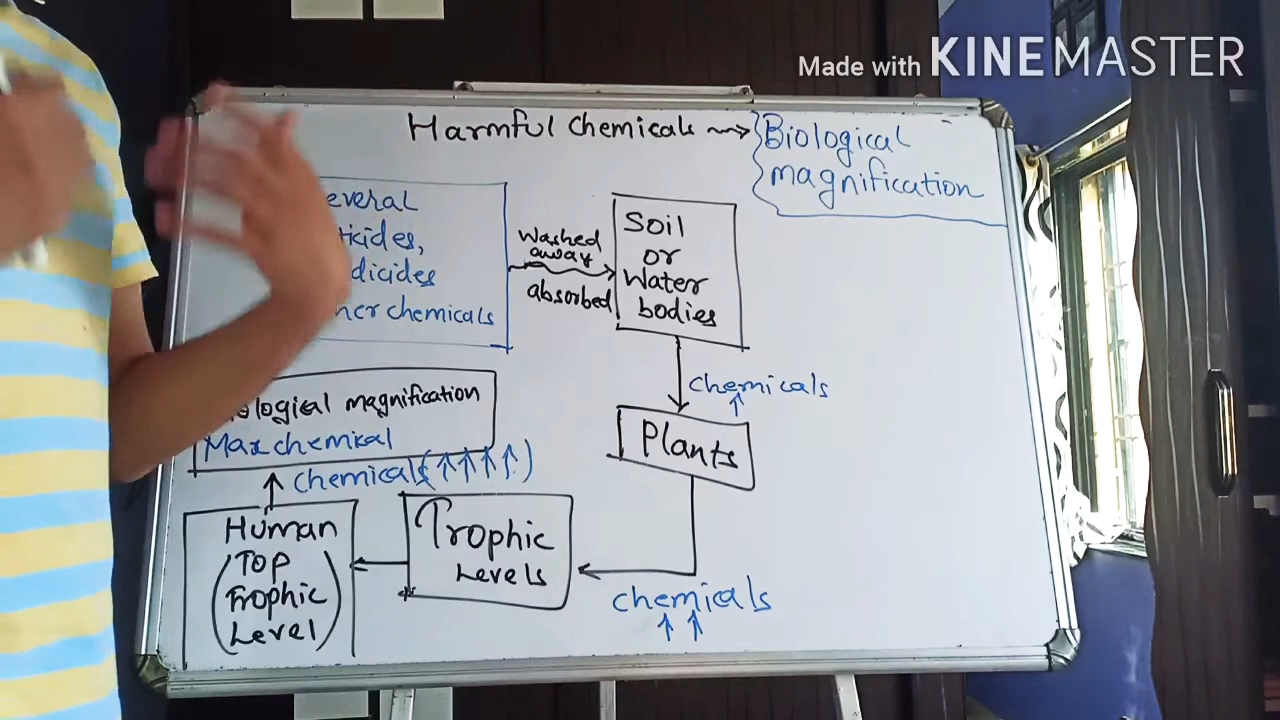 Made with KINEMASTER
Harmful Chemicals → Biological
magnification
everal
ticides,
dicides
her chemicals
Washed
away
absorbed
Soil
or
Water
bodies
chemicals
↑
Plants
chemicals
↑ ↑
Trophic
Levels
Human
(Top
Trophic
Level)
chemicals (↑↑↑↑)
ological magnification
Max chemical